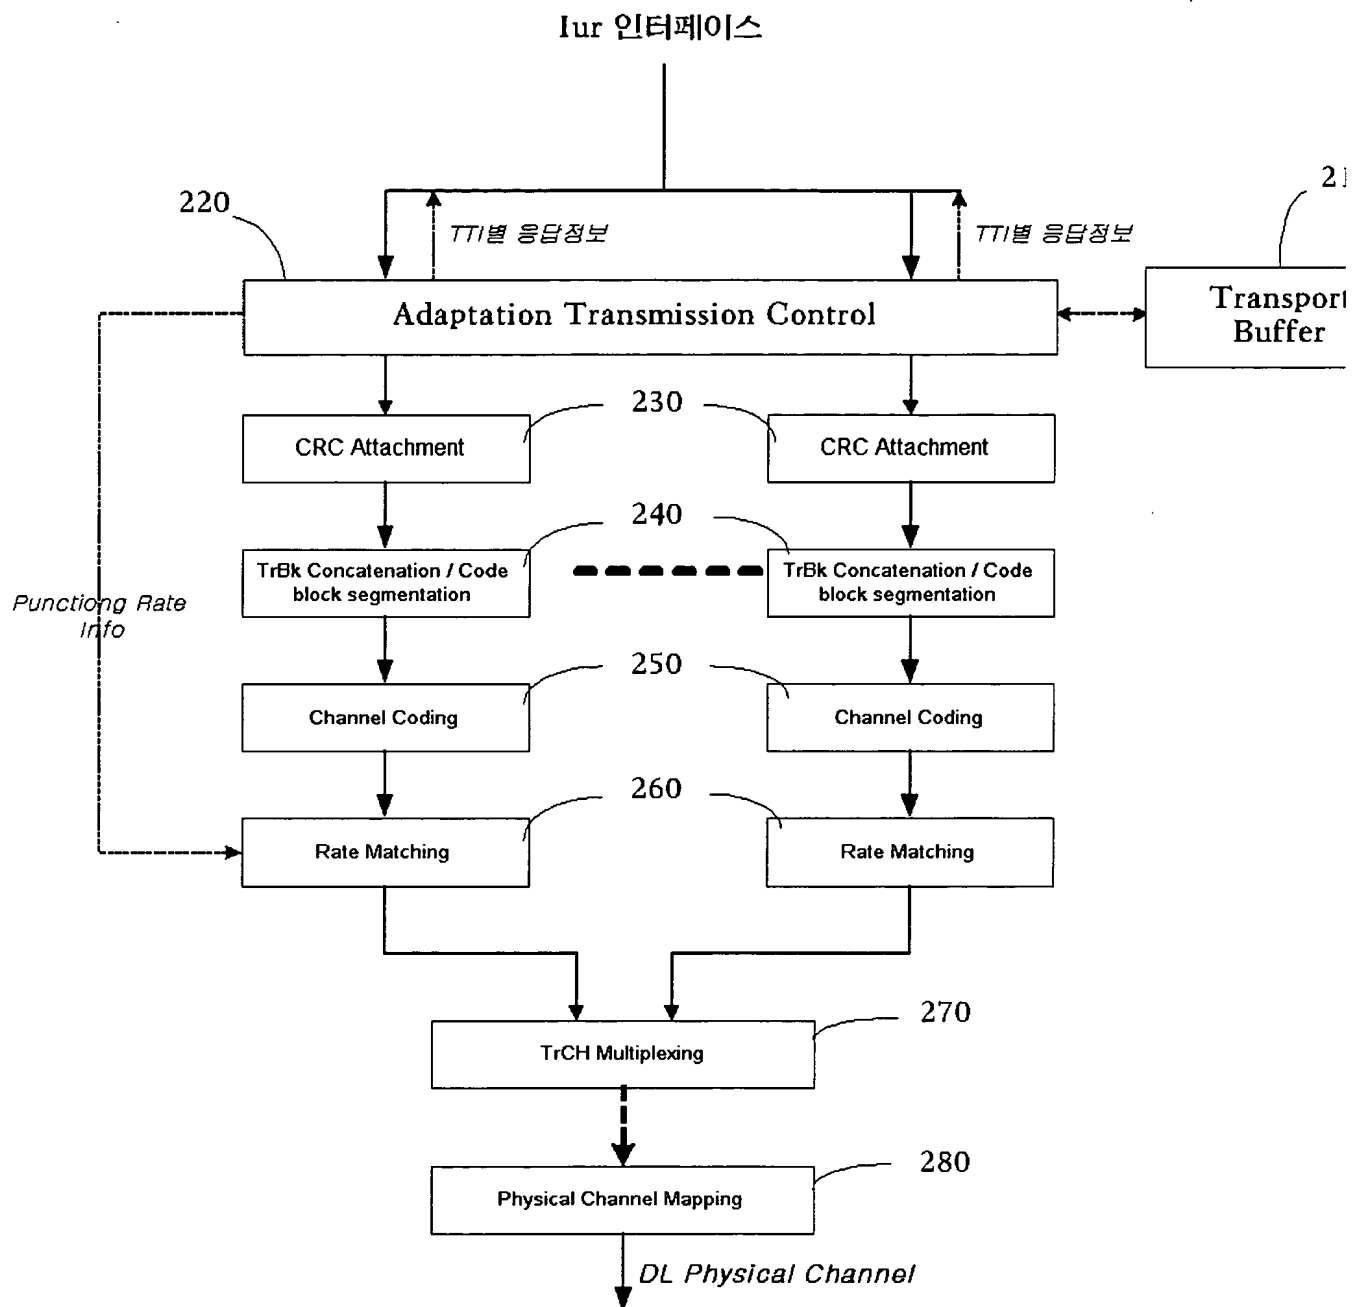 Iur 인터페이스
220
TTI별 응답정보
TTI별 응답정보
Adaptation Transmission Control
Transport
Buffer
230
CRC Attachment
CRC Attachment
240
TrBk Concatenation / Code
block segmentation
TrBk Concatenation / Code
block segmentation
Punctiong Rate
Info
250
Channel Coding
Channel Coding
260
Rate Matching
Rate Matching
270
TrCH Multiplexing
280
Physical Channel Mapping
DL Physical Channel